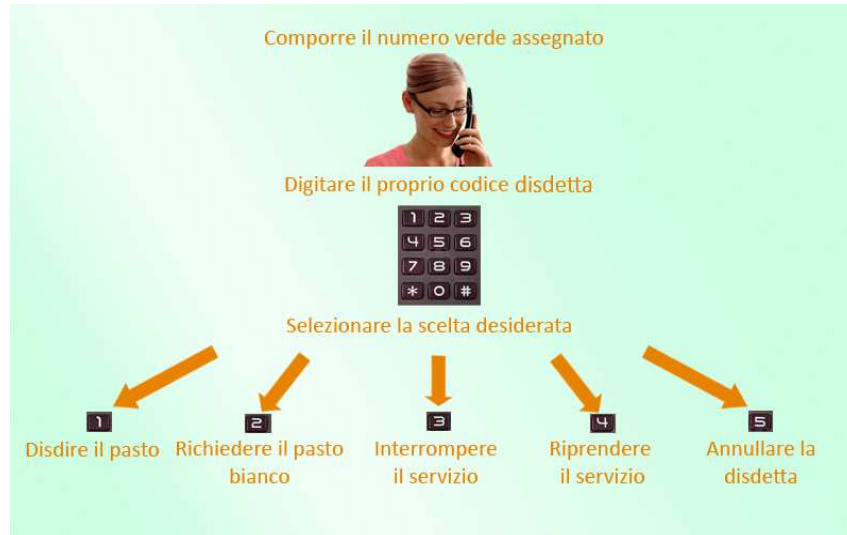 Comporre il numero verde assegnato
Digitare il proprio codice disdetta
1 2 3
4 5 6
7 8 9
* 0 #
Selezionare la scelta desiderata
1
Disdire il pasto
2
Richiedere il pasto
bianco
3
Interrompere
il servizio
4
Riprendere
il servizio
5
Annullare la
disdetta